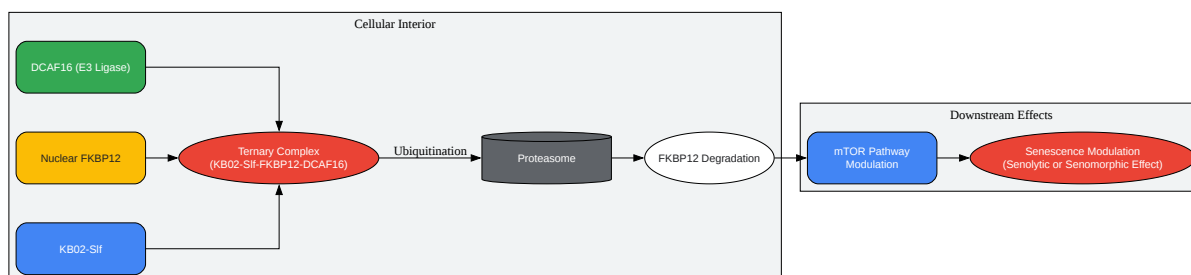 Cellular Interior
DCAF16 (E3 Ligase)
Nuclear FKBP12
KB02-Slf
Ternary Complex
(KB02-Slf-FKBP12-DCAF16)
Ubiquitination
Proteasome
FKBP12 Degradation
Downstream Effects
mTOR Pathway
Modulation
Senescence Modulation
(Senolytic or Senomorphic Effect)